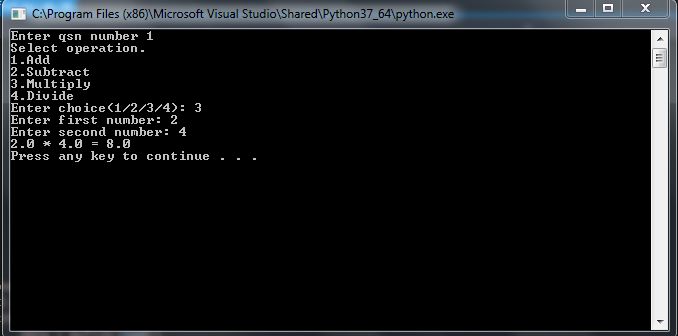 C:\Program Files (x86)\Microsoft Visual Studio\Shared\Python37_64\python.exe
Enter qsn number 1
Select operation.
1.Add
2.Subtract
3.Multiply
4.Divide
Enter choice(1/2/3/4): 3
Enter first number: 2
Enter second number: 4
2.0 * 4.0 = 8.0
Press any key to continue . . .